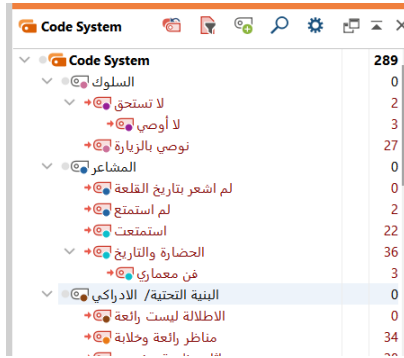 Code System
Code System 289
السلوك 0
لا تستحق 2
لا أوصي 3
نوصي بالزيارة 27
المشاعر 0
لم اشعر بتاريخ القلعة 0
لم استمتع 2
استمتعت 22
الحضارة والتاريخ 36
فن معماري 3
البنية التحتية/ الادراكي 0
الاطلالة ليست رائعة 0
مناظر رائعة وخلابة 34